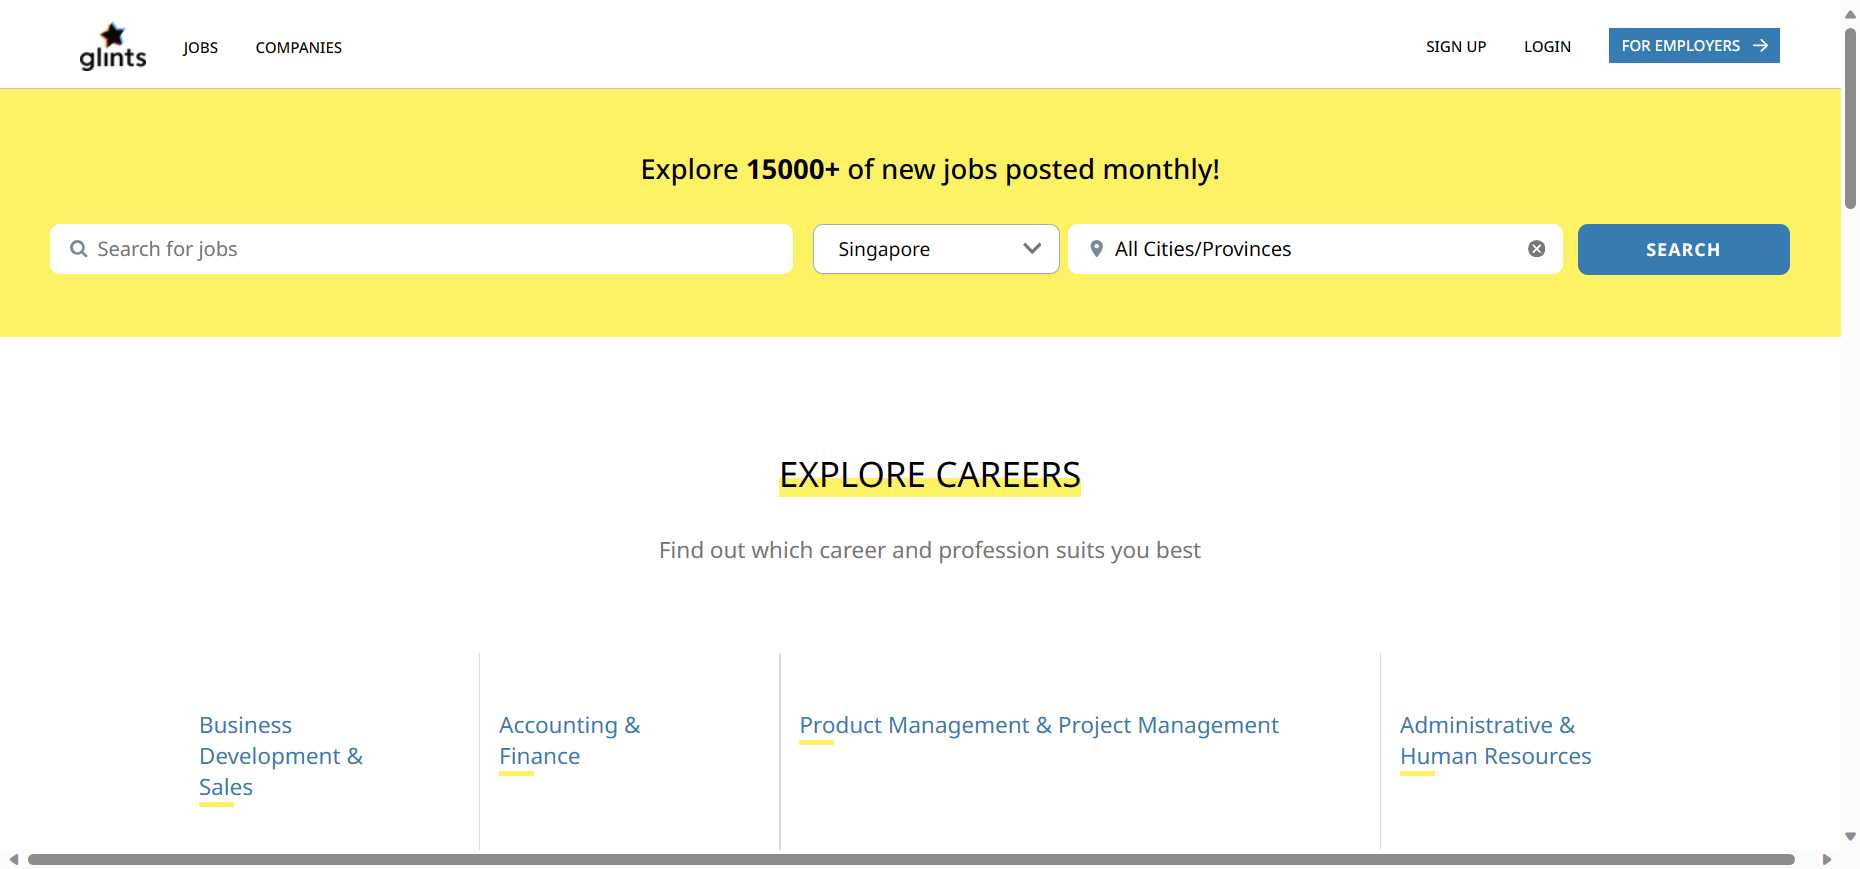 glints
JOBS
COMPANIES
SIGN UP
LOGIN
FOR EMPLOYERS
Explore 15000+ of new jobs posted monthly!
Search for jobs
Singapore
All Cities/Provinces
SEARCH
EXPLORE CAREERS
Find out which career and profession suits you best
Business
Development &
Sales
Accounting &
Finance
Product Management & Project Management
Administrative &
Human Resources